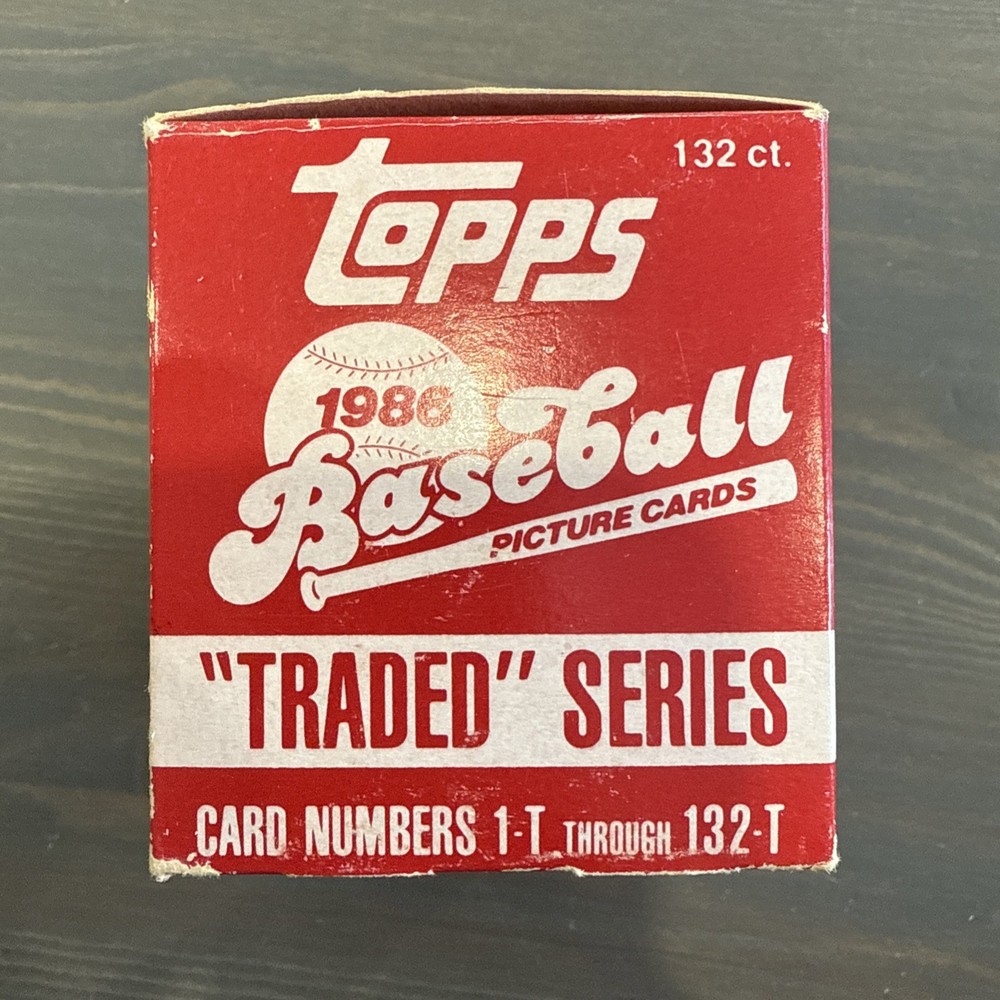 132 ct.
topps
1986
Baseball
PICTURE CARDS
"TRADED" SERIES
CARD NUMBERS 1-T THROUGH 132-T